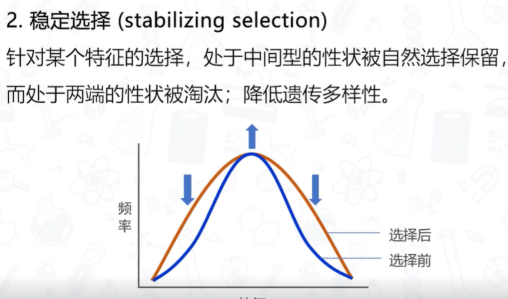 2. 稳定选择 (stabilizing selection)
针对某个特征的选择，处于中间型的性状被自然选择保留，
而处于两端的性状被淘汰；降低遗传多样性。
频率
选择后
选择前